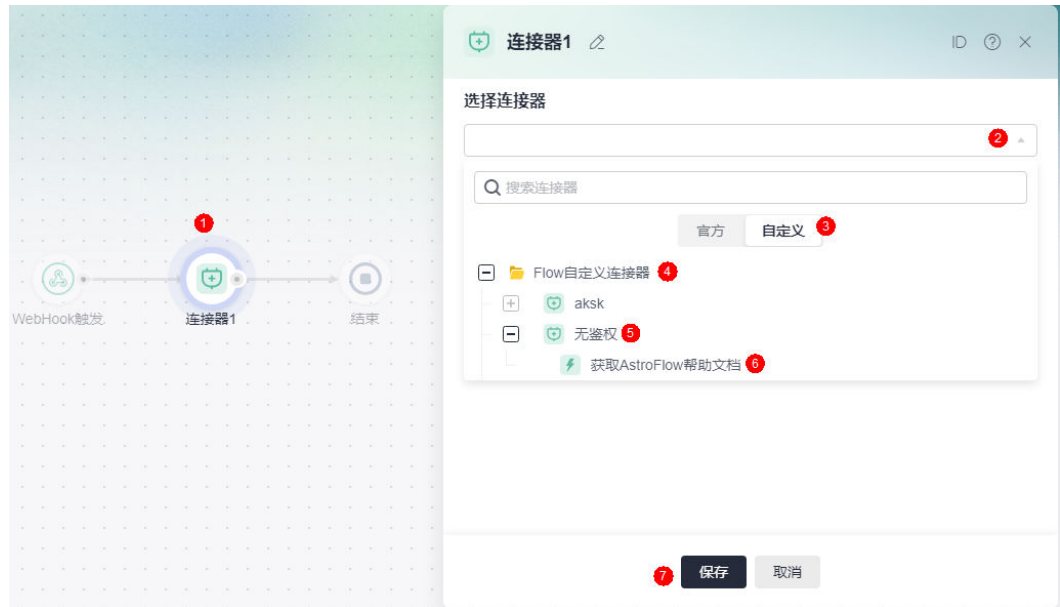 连接器1
ID
选择连接器
2
搜索连接器
1
官方 自定义 3
Flow自定义连接器 4
aksk
WebHook触发 连接器1 结束
无鉴权 5
获取AstroFlow帮助文档 6
7 保存 取消